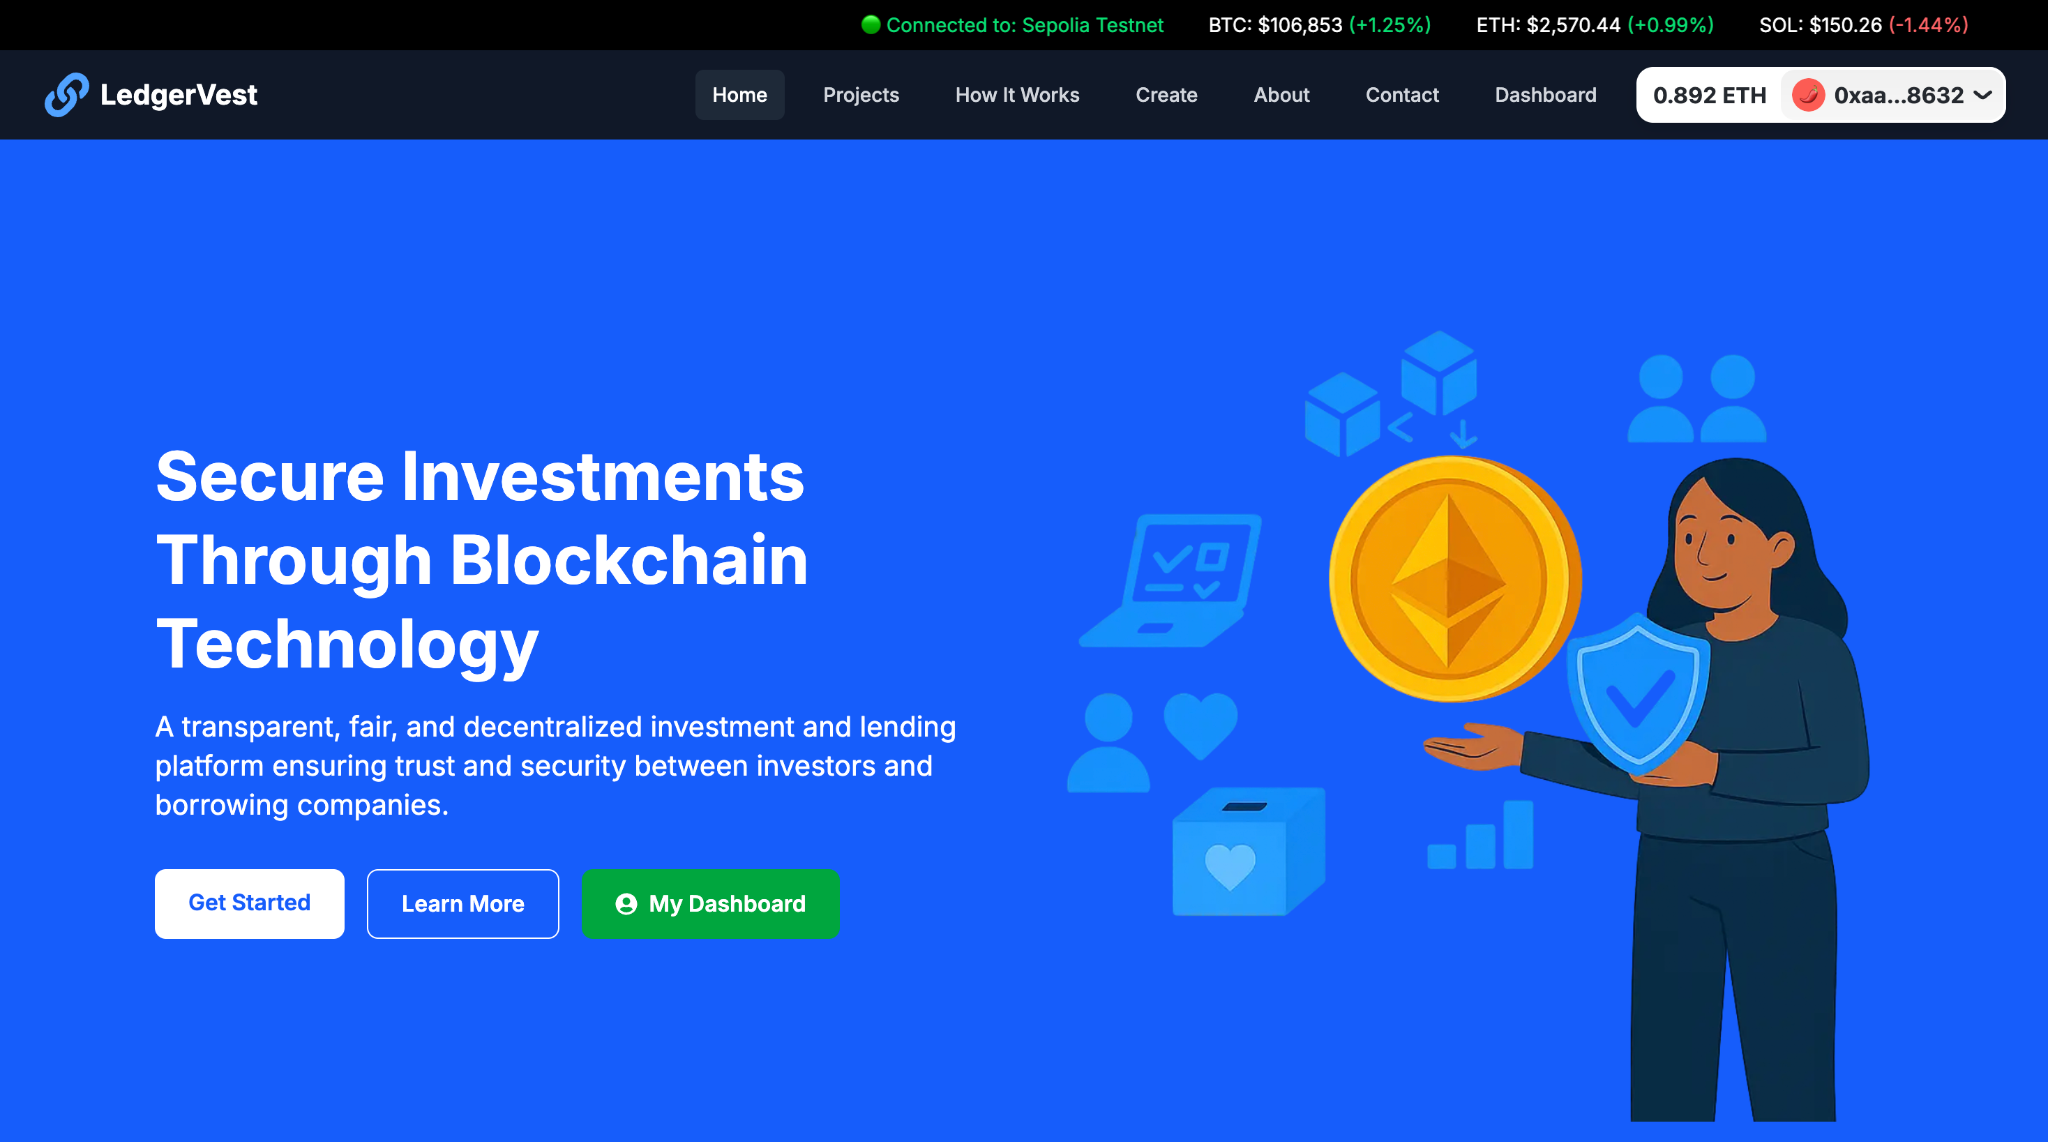 Connected to: Sepolia Testnet BTC: $106,853 (+1.25%) ETH: $2,570.44 (+0.99%) SOL: $150.26 (-1.44%)
LedgerVest Home Projects How It Works Create About Contact Dashboard 0.892 ETH 0xaa...8632
Secure Investments
Through Blockchain
Technology
A transparent, fair, and decentralized investment and lending
platform ensuring trust and security between investors and
borrowing companies.
Get Started Learn More My Dashboard